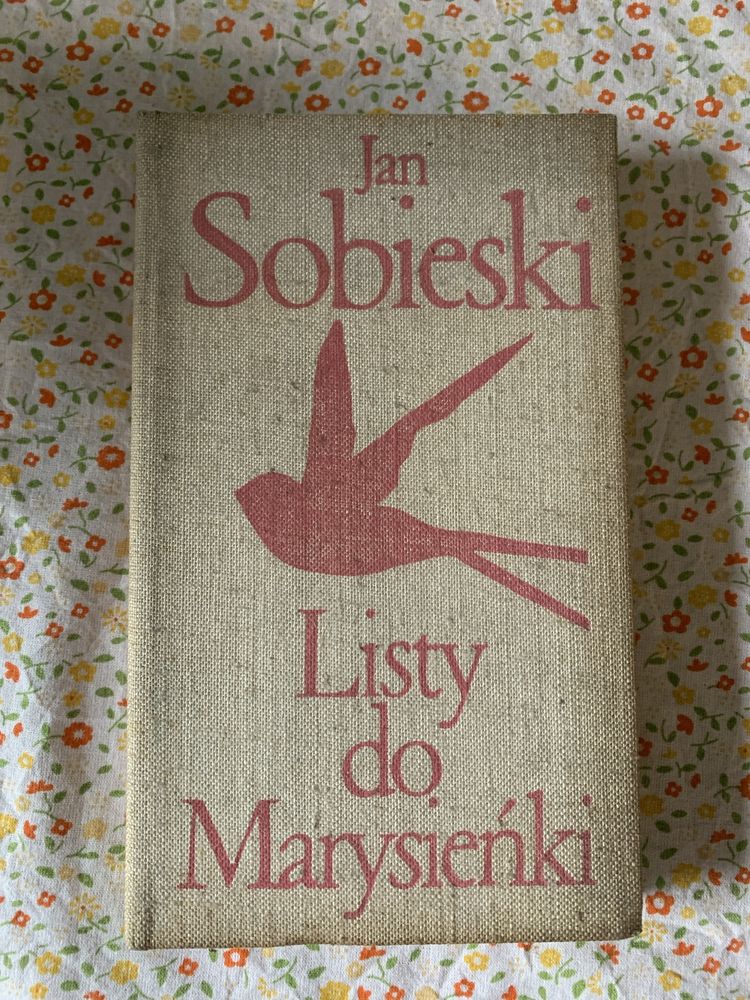 Jan
Sobieski
Listy
do
Marysieńki